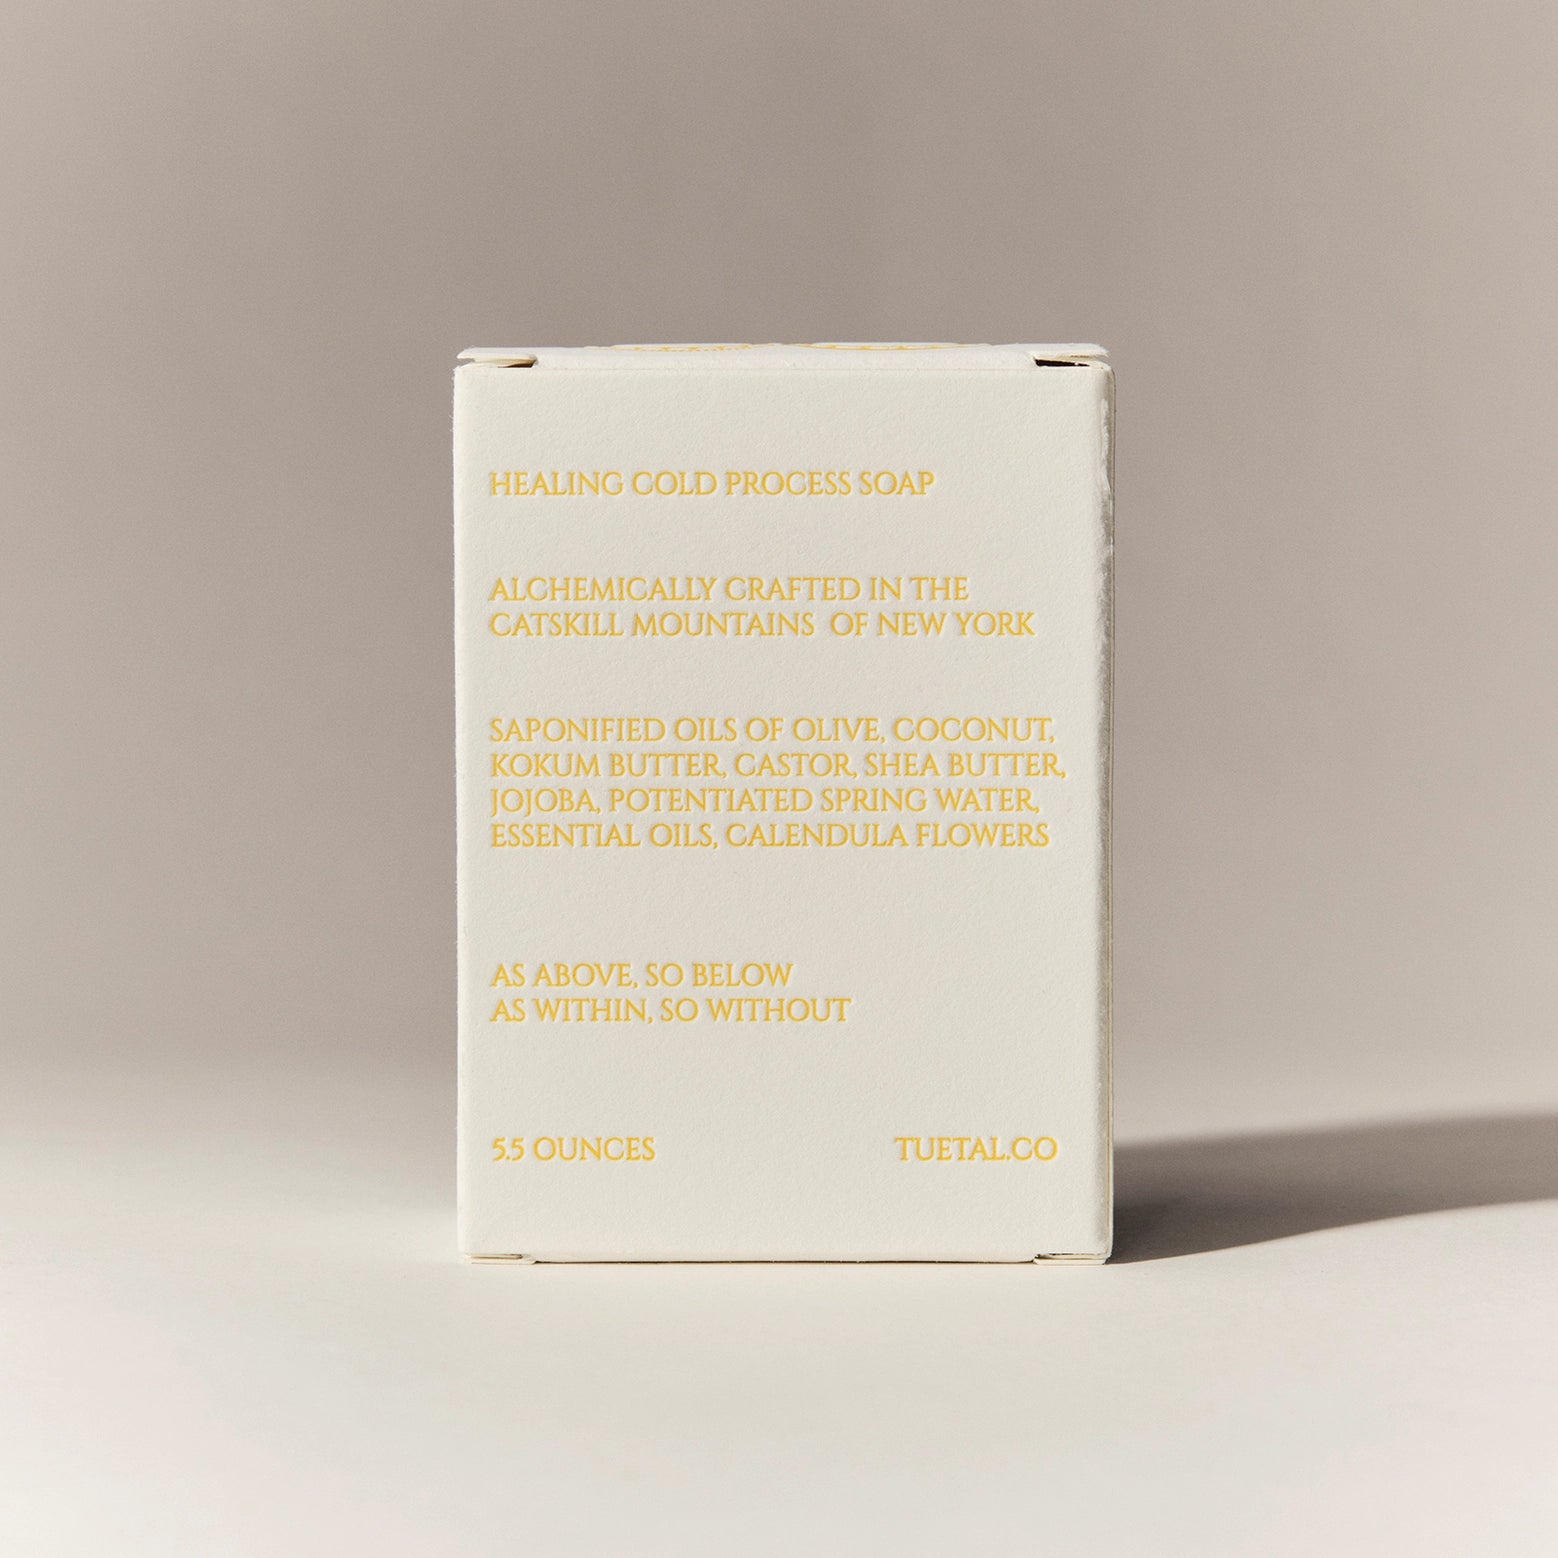 HEALING COLD PROCESS SOAP
ALCHEMICALLY CRAFTED IN THE
CATSKILL MOUNTAINS OF NEW YORK
SAPONIFIED OILS OF OLIVE, COCONUT,
KOKUM BUTTER, CASTOR, SHEA BUTTER,
JOJOBA, POTENTIATED SPRING WATER,
ESSENTIAL OILS, CALENDULA FLOWERS
AS ABOVE, SO BELOW
AS WITHIN, SO WITHOUT
5.5 OUNCES TUETAL.CO